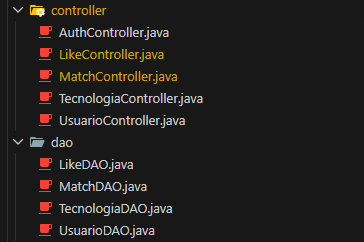 controller
AuthController.java
LikeController.java
MatchController.java
TecnologiaController.java
UsuarioController.java
dao
LikeDAO.java
MatchDAO.java
TecnologiaDAO.java
UsuarioDAO.java